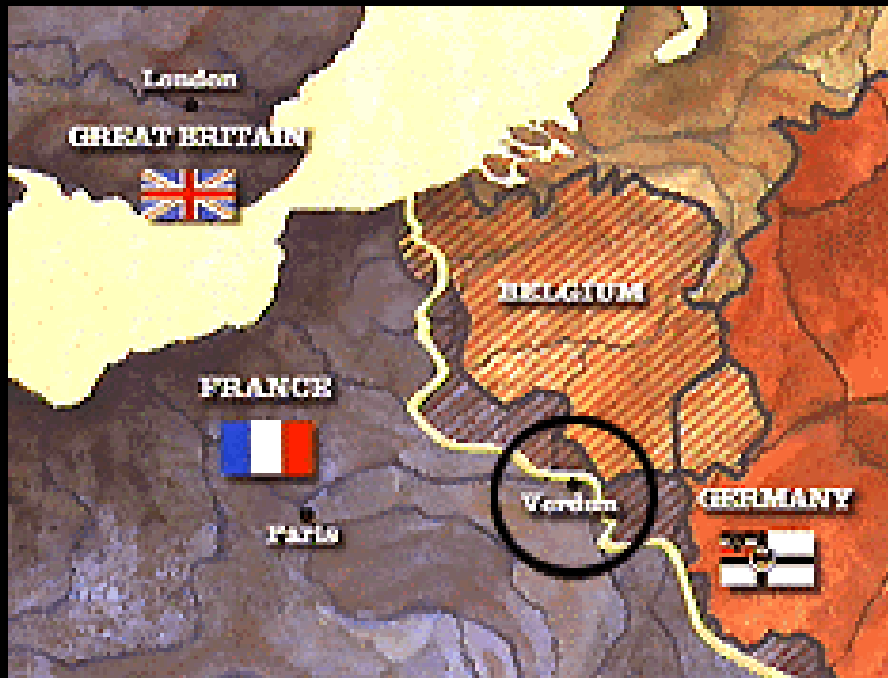 London
GREAT BRITAIN
BELGIUM
FRANCE
Verdun
GERMANY
Paris